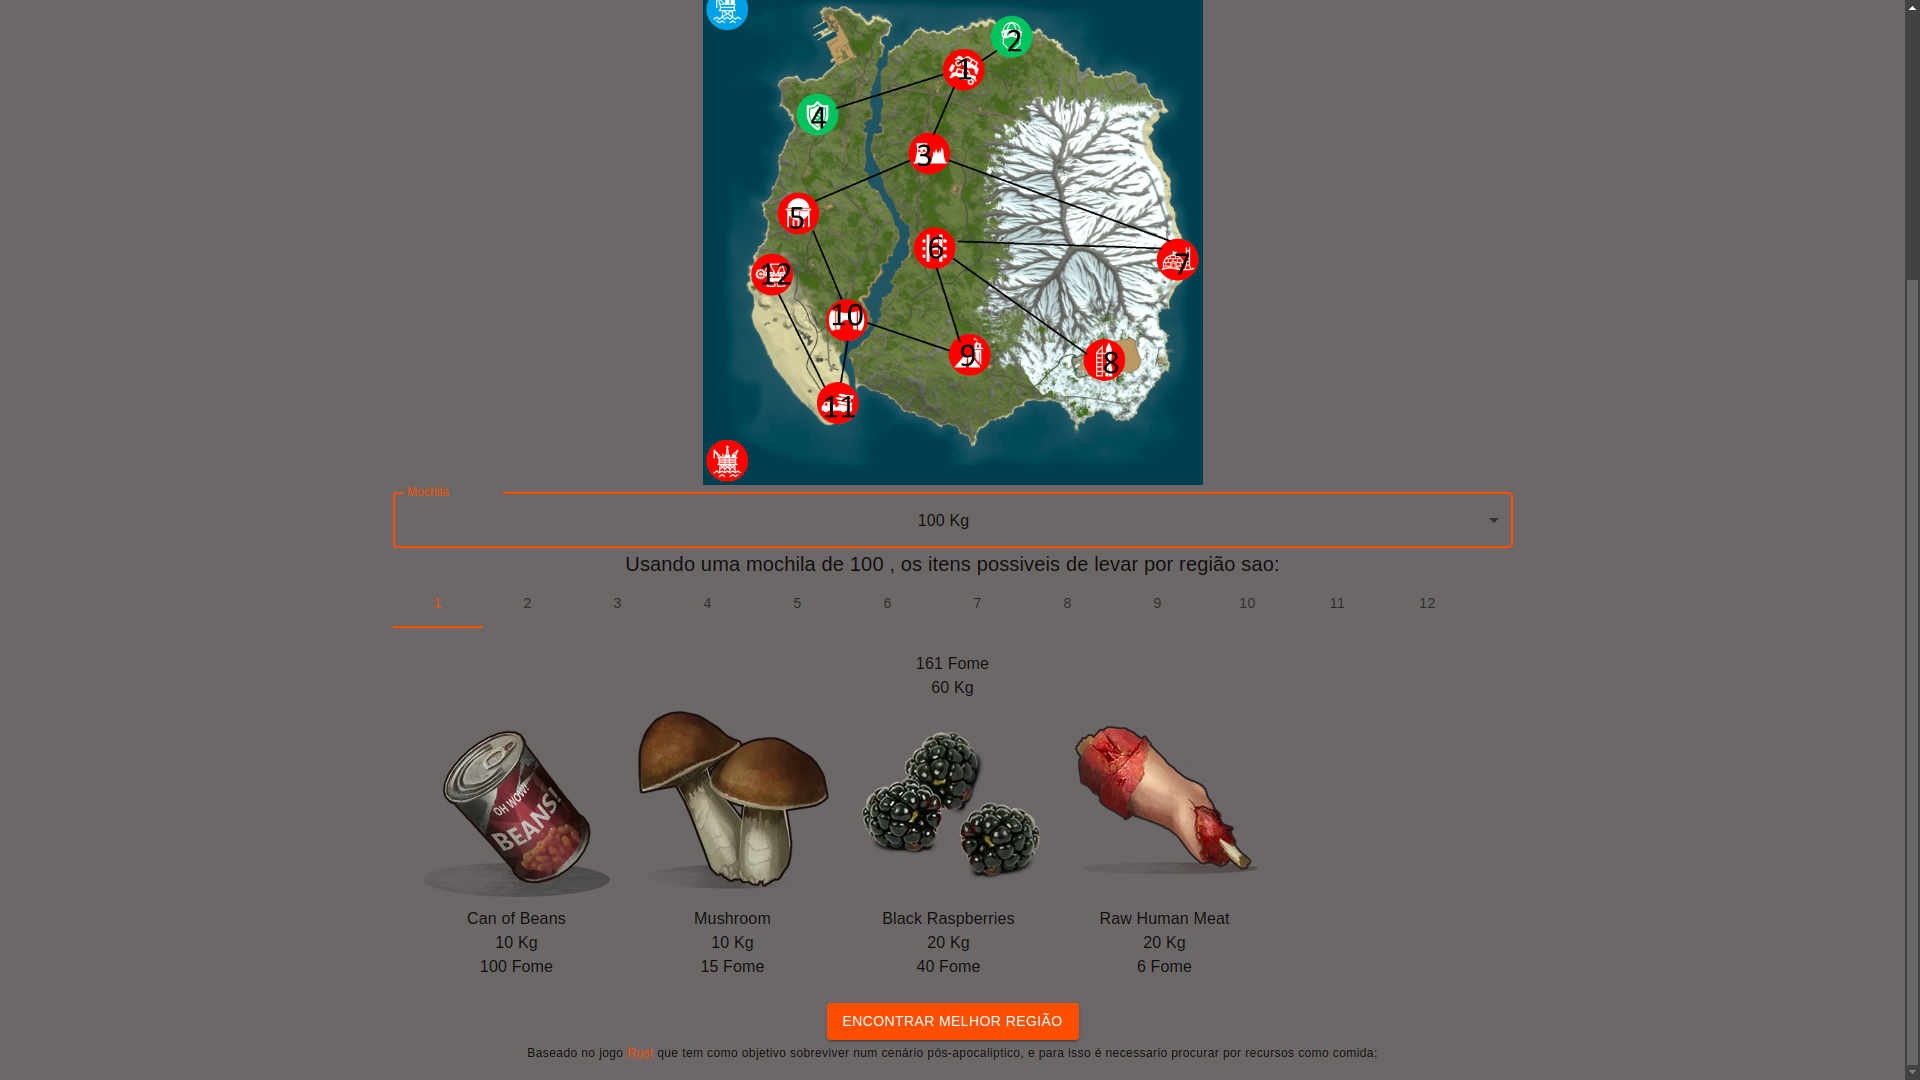 2
1
4
3
5
6
7
12
10
9
8
11
Mochila
100 Kg
Usando uma mochila de 100 , os itens possiveis de levar por região sao:
1 2 3 4 5 6 7 8 9 10 11 12
161 Fome
60 Kg
OH WOW!
BEANS!
Can of Beans Mushroom Black Raspberries Raw Human Meat
10 Kg 10 Kg 20 Kg 20 Kg
100 Fome 15 Fome 40 Fome 6 Fome
ENCONTRAR MELHOR REGIÃO
Baseado no jogo Rust que tem como objetivo sobreviver num cenário pós-apocaliptico, e para isso é necessario procurar por recursos como comida;